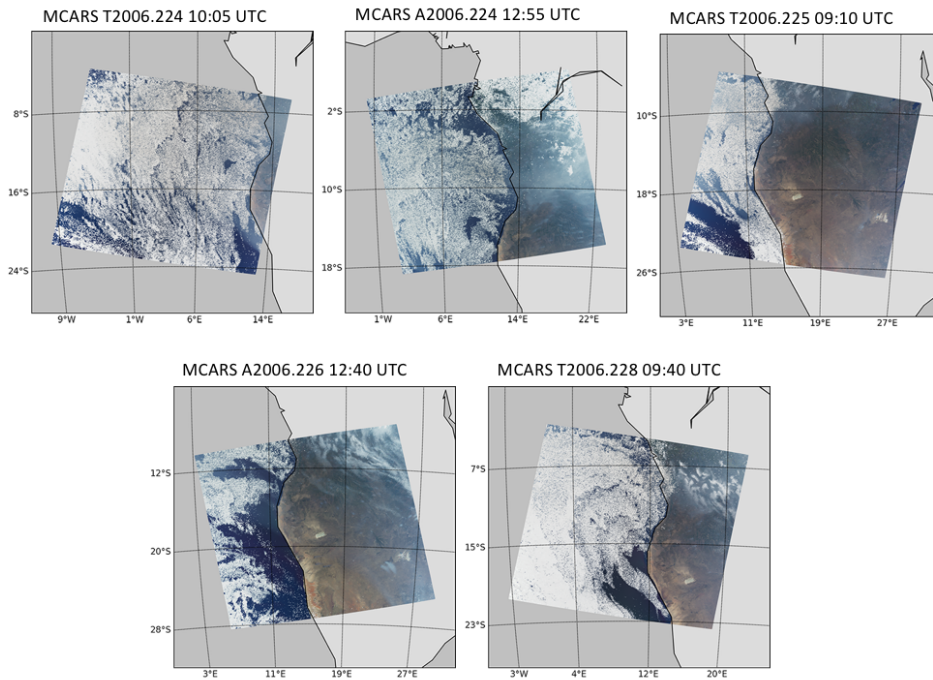 MCARS T2006.224 10:05 UTC
8°S
16°S
24°S
9°W 1°W 6°E 14°E
MCARS A2006.224 12:55 UTC
2°S
10°S
18°S
1°W 6°E 14°E 22°E
MCARS T2006.225 09:10 UTC
10°S
18°S
26°S
3°E 11°E 19°E 27°E
MCARS A2006.226 12:40 UTC
12°S
20°S
28°S
3°E 11°E 19°E 27°E
MCARS T2006.228 09:40 UTC
7°S
15°S
23°S
3°W 4°E 12°E 20°E